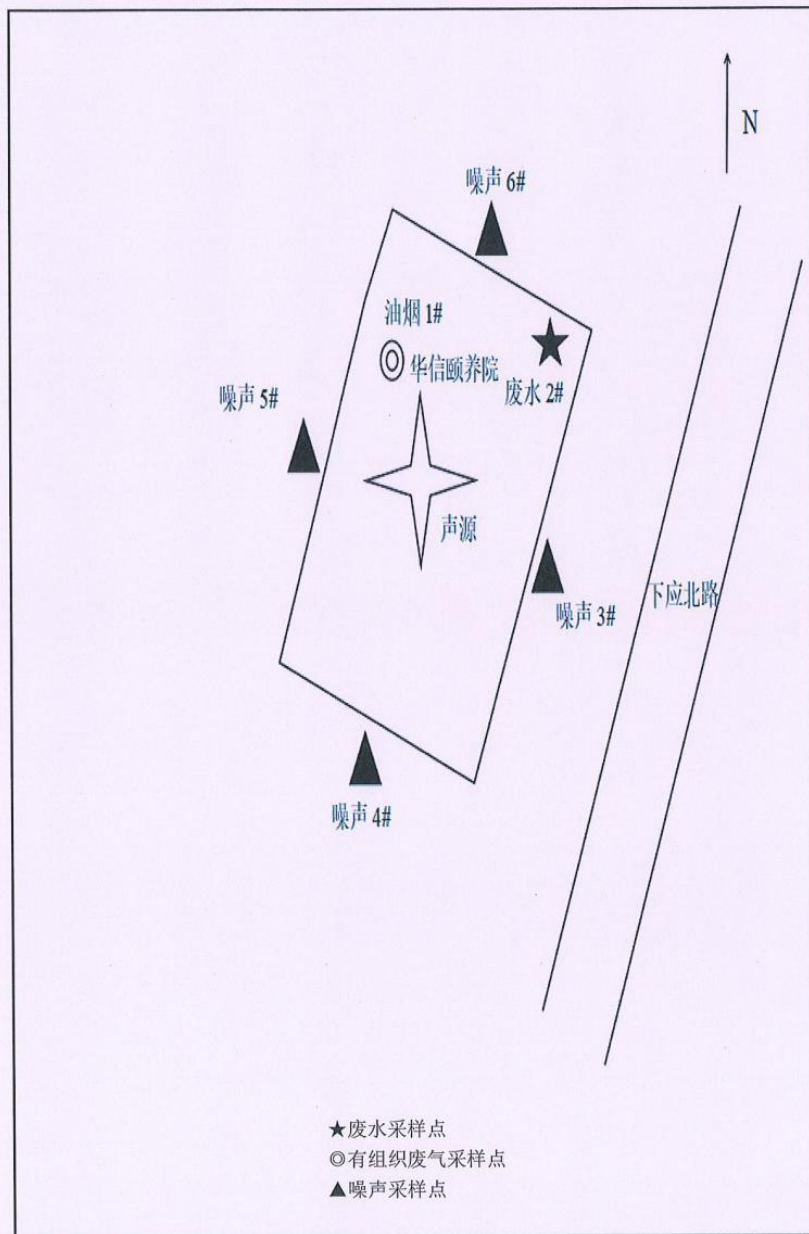 N
噪声 6#
油烟 1#
华信颐养院
废水 2#
噪声 5#
声源
噪声 3#
下应北路
噪声 4#
★废水采样点
◎有组织废气采样点
▲噪声采样点